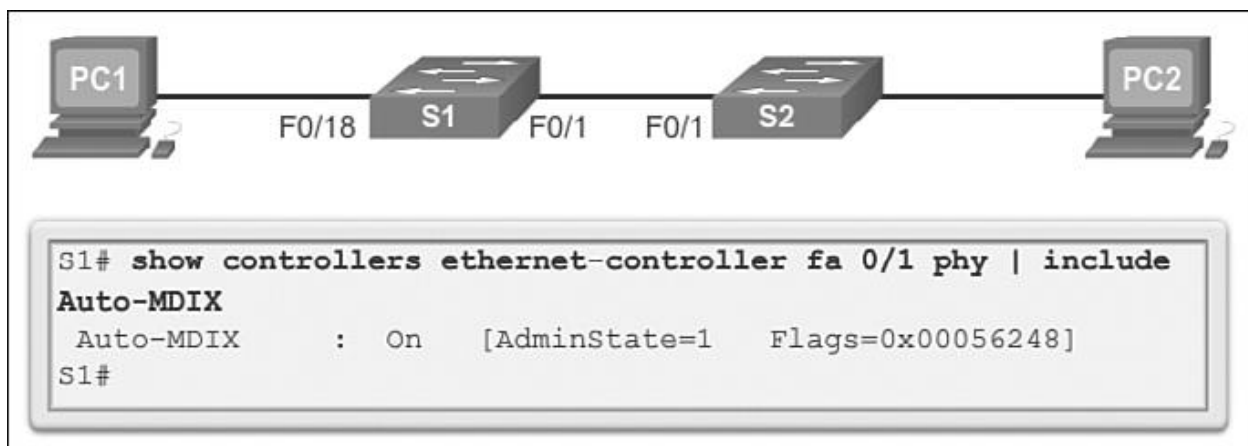 PC1
F0/18
S1
F0/1
F0/1
S2
PC2
S1# show controllers ethernet-controller fa 0/1 phy | include
Auto-MDIX
Auto-MDIX : On [AdminState=1 Flags=0x00056248]
S1#